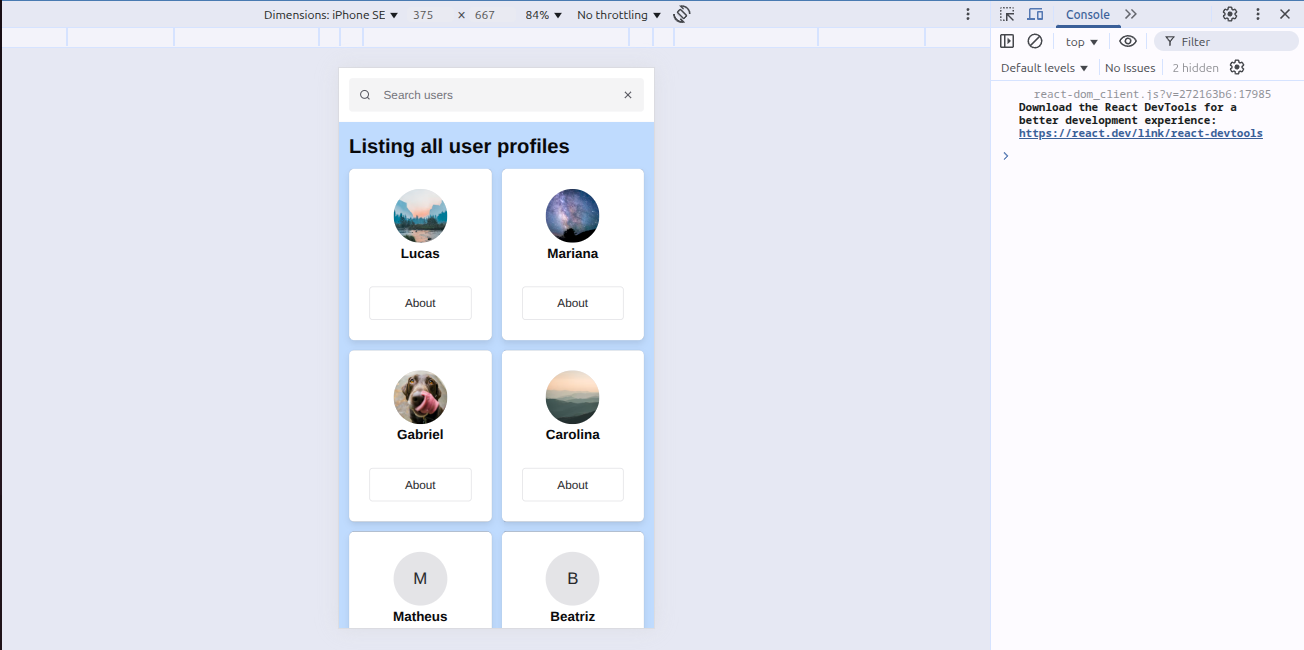 Dimensions: iPhone SE 375 × 667 84% No throttling
Console
top Filter
Default levels No Issues 2 hidden
react-dom_client.js?v=272163b6:17985
Download the React DevTools for a
better development experience:
https://react.dev/link/react-devtools
Search users
Listing all user profiles
Lucas Mariana
About About
Gabriel Carolina
About About
M B
Matheus Beatriz